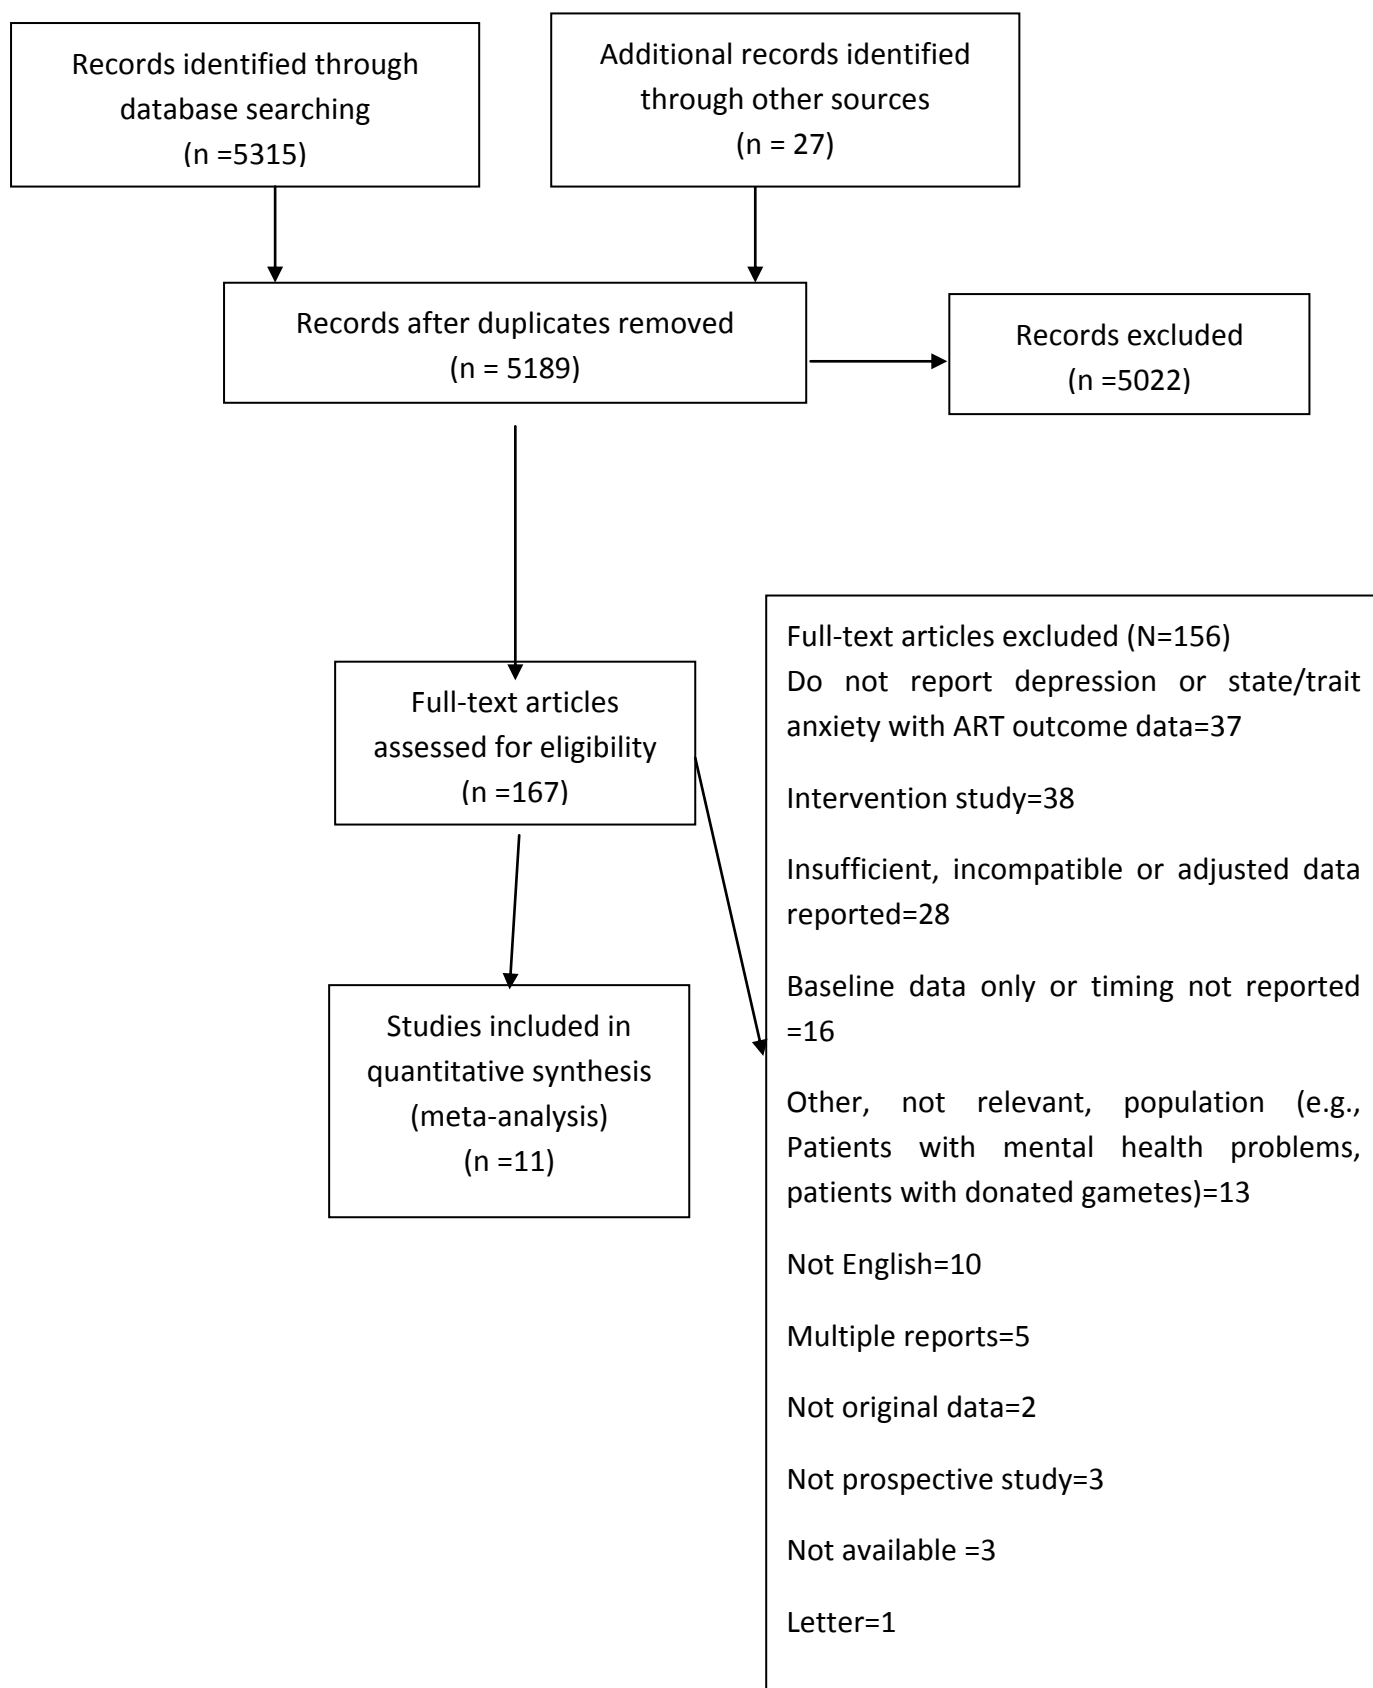 Records identified through
database searching
(n =5315)
Additional records identified
through other sources
(n = 27)
Records after duplicates removed
(n = 5189)
Records excluded
(n =5022)
Full-text articles
assessed for eligibility
(n =167)
Full-text articles excluded (N=156)
Do not report depression or state/trait
anxiety with ART outcome data=37
Intervention study=38
Insufficient, incompatible or adjusted data
reported=28
Baseline data only or timing not reported
=16
Other, not relevant, population (e.g.,
Patients with mental health problems,
patients with donated gametes)=13
Not English=10
Multiple reports=5
Not original data=2
Not prospective study=3
Not available =3
Letter=1
Studies included in
quantitative synthesis
(meta-analysis)
(n =11)